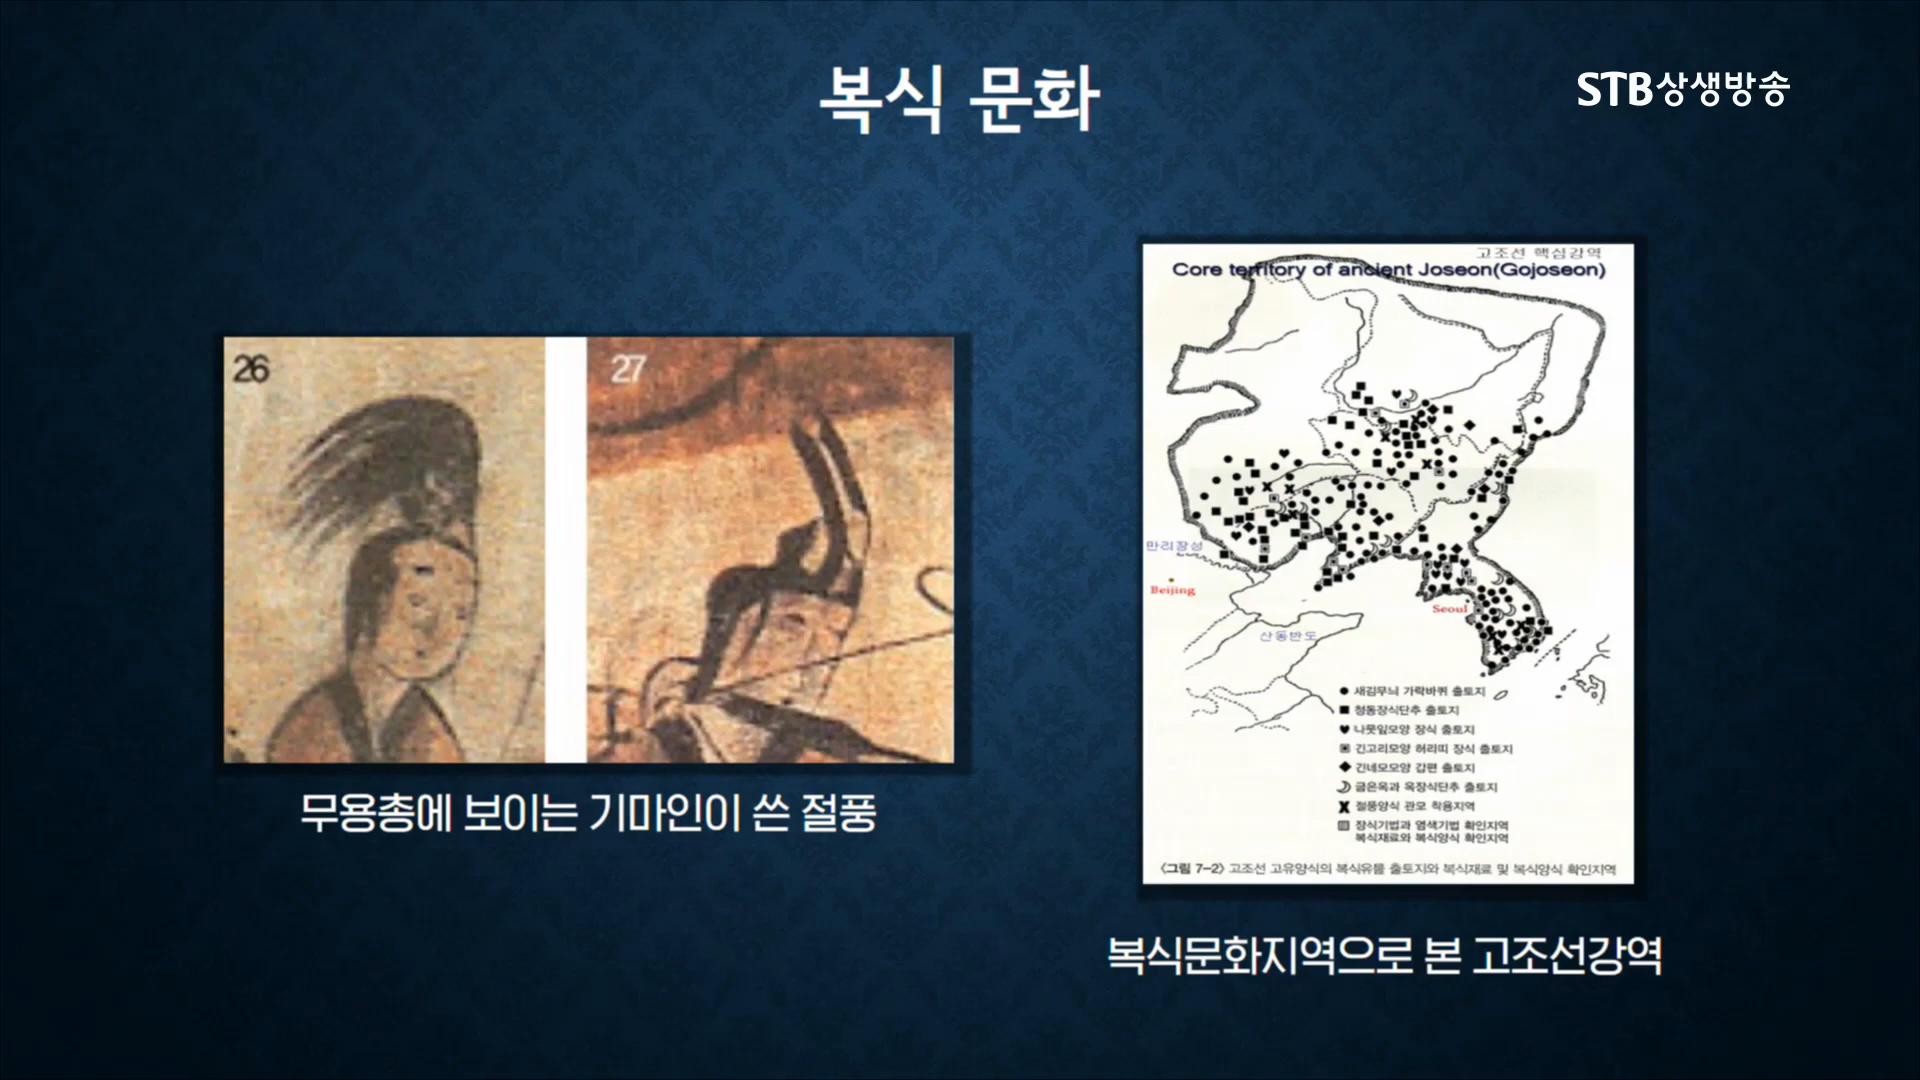 복식 문화
STB상생방송
26
27
무용총에 보이는 기마인이 쓴 절풍
고조선 핵심강역
Core territory of ancient Joseon(Gojoseon)
만리장성
Beijing
Seoul
산동반도
새김무늬 가락바퀴 출토지
청동장식단추 출토지
나뭇잎모양 장식 출토지
긴고리모양 허리띠 장식 출토지
긴네모모양 갑편 출토지
굽은옥과 옥장식단추 출토지
절풍양식 관모 착용지역
장식기법과 염색기법 확인지역
복식재료와 복식양식 확인지역
〈그림 7-2〉 고조선 고유양식의 복식유물 출토지와 복식재료 및 복식양식 확인지역
복식문화지역으로 본 고조선강역